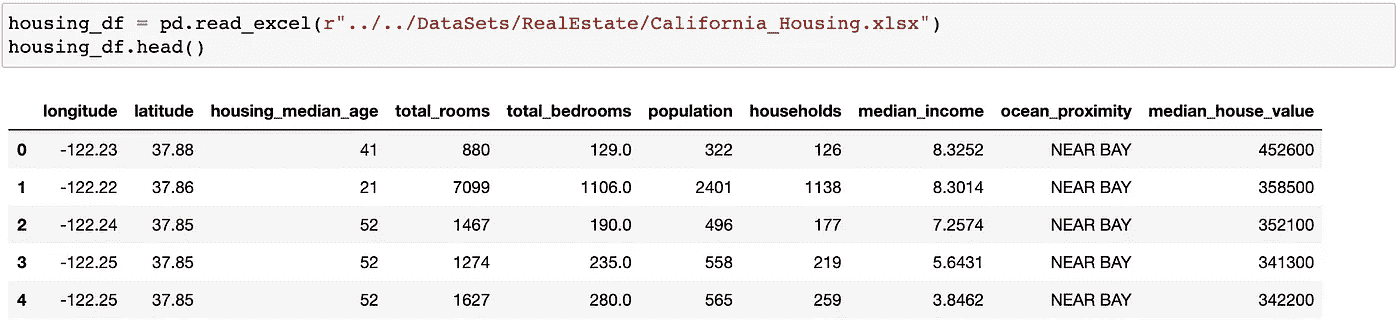 housing_df = pd.read_excel(r"../../DataSets/RealEstate/California_Housing.xlsx")
housing_df.head()
longitude latitude housing_median_age total_rooms total_bedrooms population households median_income ocean_proximity median_house_value
0 -122.23 37.88 41 880 129.0 322 126 8.3252 NEAR BAY 452600
1 -122.22 37.86 21 7099 1106.0 2401 1138 8.3014 NEAR BAY 358500
2 -122.24 37.85 52 1467 190.0 496 177 7.2574 NEAR BAY 352100
3 -122.25 37.85 52 1274 235.0 558 219 5.6431 NEAR BAY 341300
4 -122.25 37.85 52 1627 280.0 565 259 3.8462 NEAR BAY 342200